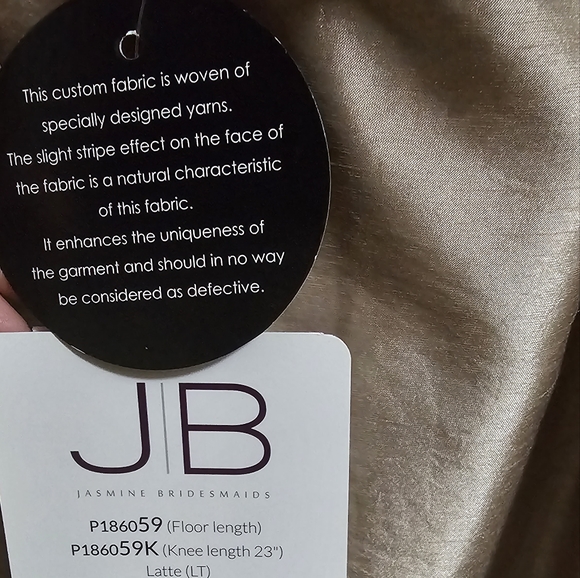 This custom fabric is woven of
specially designed yarns.
The slight stripe effect on the face of
the fabric is a natural characteristic
of this fabric.
It enhances the uniqueness of
the garment and should in no way
be considered as defective.
J|B
JASMINE BRIDESMAIDS
P186059 (Floor length)
P186059K (Knee length 23")
Latte (LT)